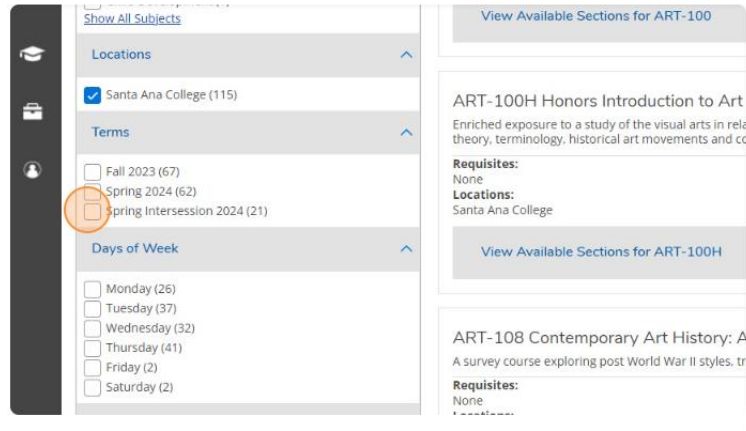 Show All Subjects
Locations
Santa Ana College (115)
Terms
Fall 2023 (67)
Spring 2024 (62)
Spring Intersession 2024 (21)
Days of Week
Monday (26)
Tuesday (37)
Wednesday (32)
Thursday (41)
Friday (2)
Saturday (2)
View Available Sections for ART-100
ART-100H Honors Introduction to Art
Enriched exposure to a study of the visual arts in rela
theory, terminology, historical art movements and co
Requisites:
None
Locations:
Santa Ana College
View Available Sections for ART-100H
ART-108 Contemporary Art History: A
A survey course exploring post World War II styles, tr
Requisites:
None